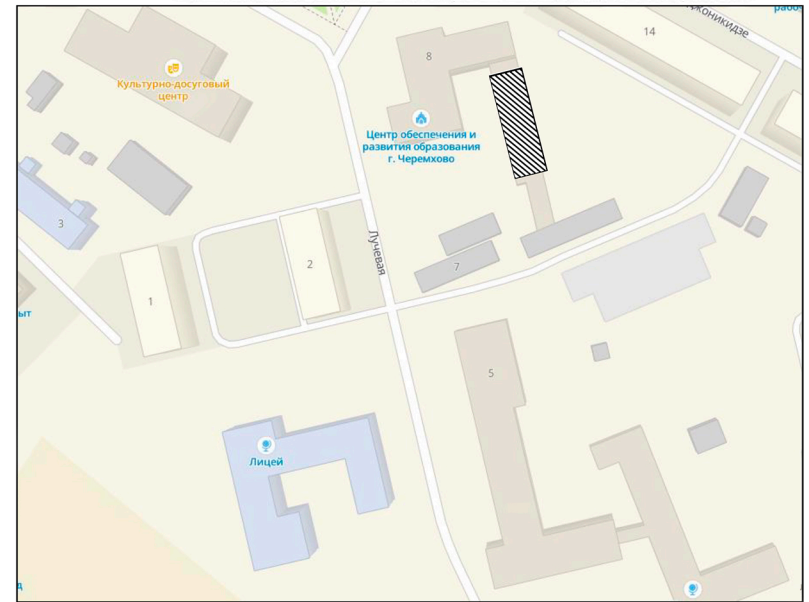 8
14
Культурно-досуговый
центр
Центр обеспечения и
развития образования
г. Черемхово
3
Лучевая
2
7
1
5
Лицей